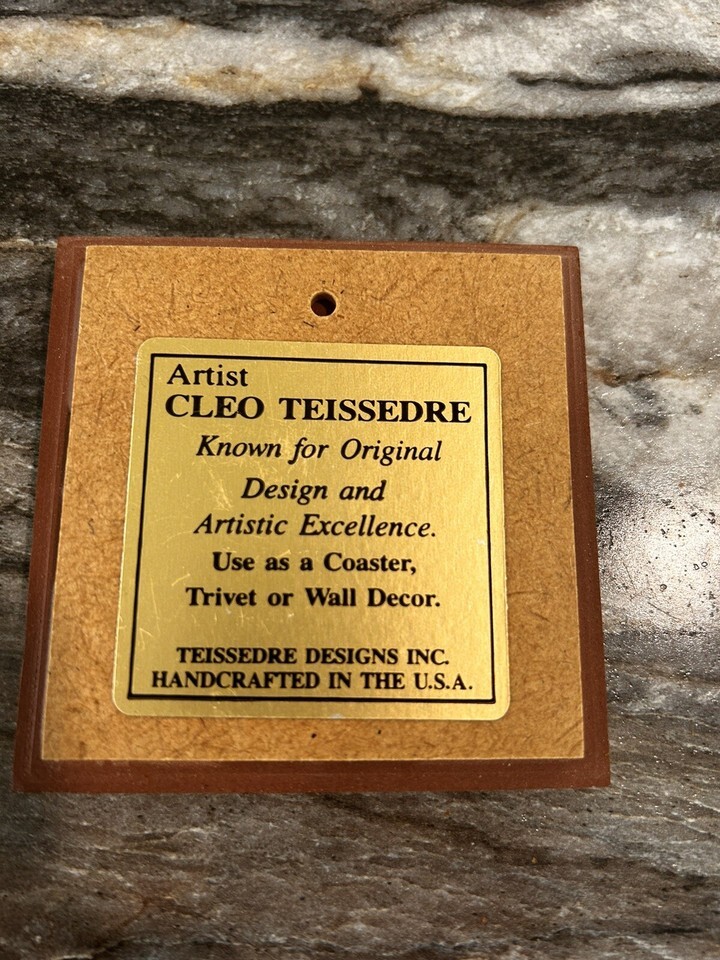 Artist
CLEO TEISSEDRE
Known for Original
Design and
Artistic Excellence.
Use as a Coaster,
Trivet or Wall Decor.
TEISSEDRE DESIGNS INC.
HANDCRAFTED IN THE U.S.A.